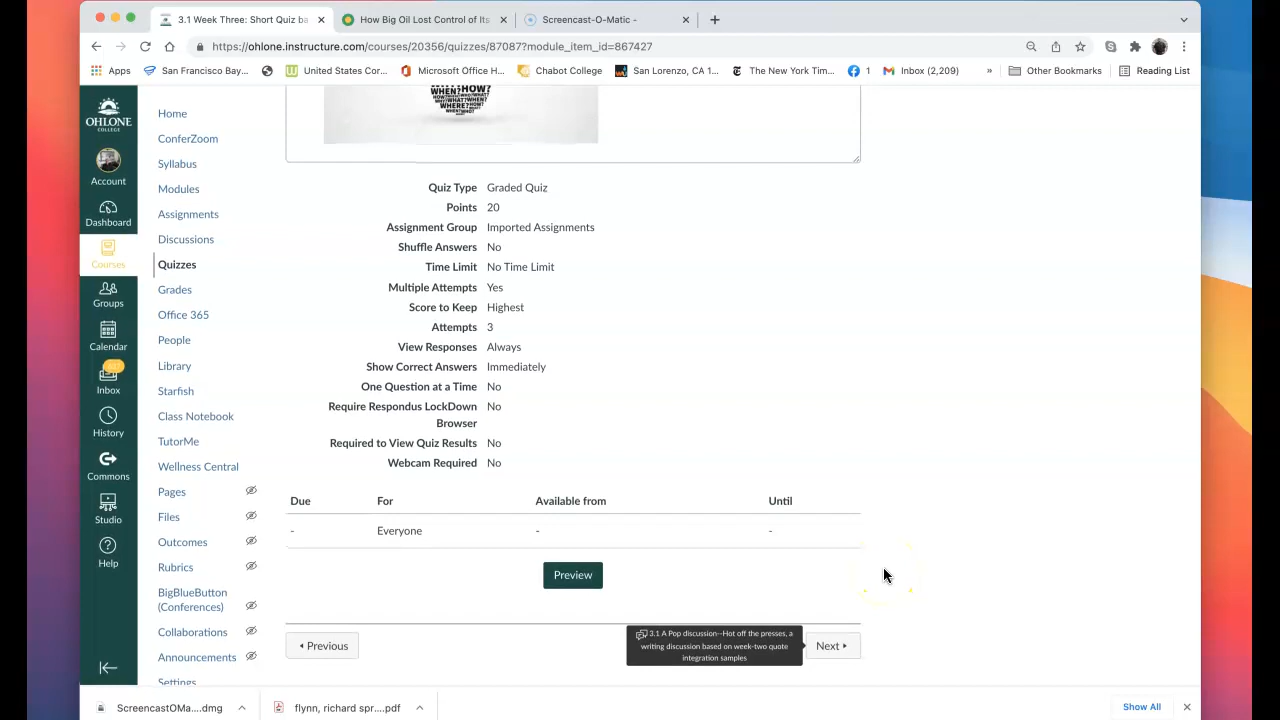 3.1 Week Three: Short Quiz ba
How Big Oil Lost Control of Its
Screencast-O-Matic -
https://ohlone.instructure.com/courses/20356/quizzes/87087?module_item_id=867427
Apps
San Francisco Bay...
United States Cor...
Microsoft Office H...
Chabot College
San Lorenzo, CA 1...
The New York Tim...
1
Inbox (2,209)
»
Other Bookmarks
Reading List
OHLONE
COLLEGE
Account
Dashboard
Courses
Groups
Calendar
Inbox
History
Commons
Studio
Help
Home
ConferZoom
Syllabus
Modules
Assignments
Discussions
Quizzes
Grades
Office 365
People
Library
Starfish
Class Notebook
TutorMe
Wellness Central
Pages
Files
Outcomes
Rubrics
BigBlueButton
(Conferences)
Collaborations
Announcements
Settings
WHEN?HOW?
Quiz Type Graded Quiz
Points 20
Assignment Group Imported Assignments
Shuffle Answers No
Time Limit No Time Limit
Multiple Attempts Yes
Score to Keep Highest
Attempts 3
View Responses Always
Show Correct Answers Immediately
One Question at a Time No
Require Respondus LockDown No
Browser
Required to View Quiz Results No
Webcam Required No
Due For Available from Until
- Everyone - -
Preview
Previous
3.1 A Pop discussion--Hot off the presses, a
writing discussion based on week-two quote
integration samples
Next
ScreencastOMa....dmg
flynn, richard spr....pdf
Show All